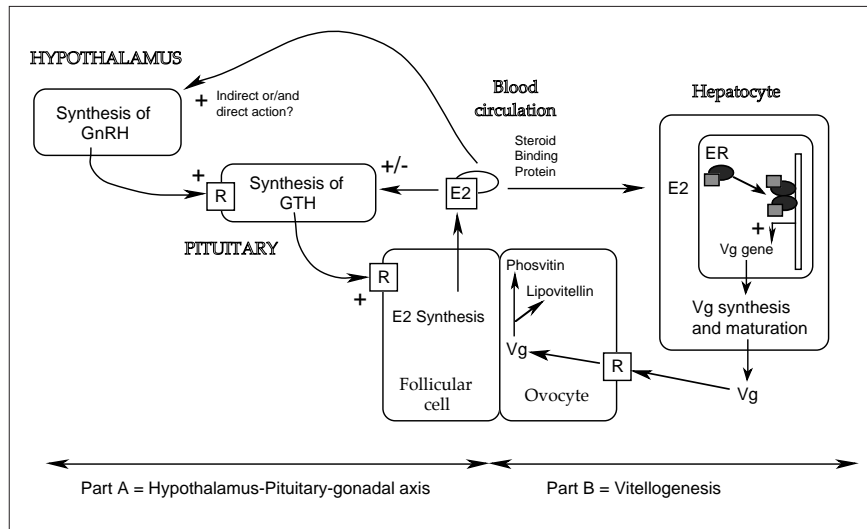 HYPOTHALAMUS
Synthesis of
GnRH
+
Indirect or/and
direct action?
Blood
circulation
Steroid
Binding
Protein
Hepatocyte
+
R
Synthesis of
GTH
+/-
E2
PITUITARY
E2
ER
+
Vg gene
Vg synthesis
and maturation
Vg
R
+
E2 Synthesis
Follicular
cell
Phosvitin
Lipovitellin
Vg
R
Ovocyte
Part A = Hypothalamus-Pituitary-gonadal axis
Part B = Vitellogenesis